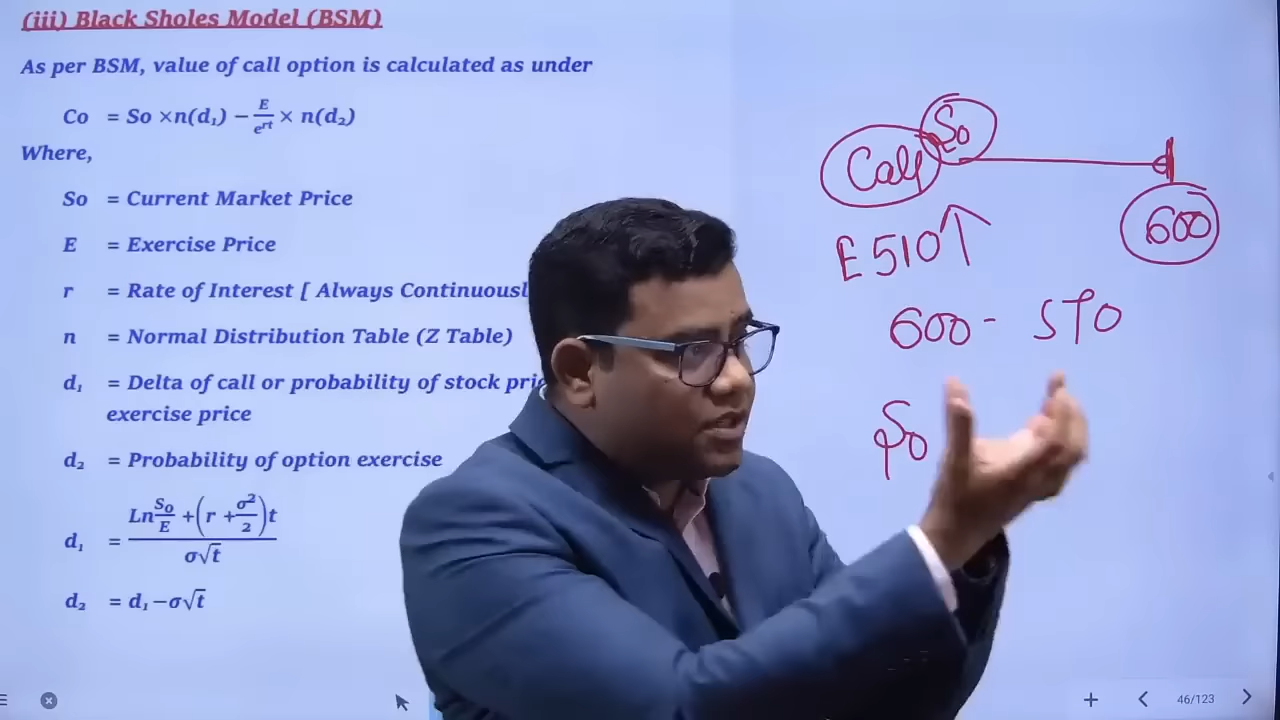 (iii) Black Sholes Model (BSM)
As per BSM, value of call option is calculated as under
Co = So ×n(d₁) − E/eʳᵗ × n(d₂)
Where,
So = Current Market Price
E = Exercise Price
r = Rate of Interest [ Always Continuousl
n = Normal Distribution Table (Z Table)
d₁ = Delta of call or probability of stock pri
exercise price
d₂ = Probability of option exercise
d₁ = Ln So/E + (r + σ²/2)t / σ√t
d₂ = d₁−σ√t
So
Call
600
E 510
600 - 510
So
46/123